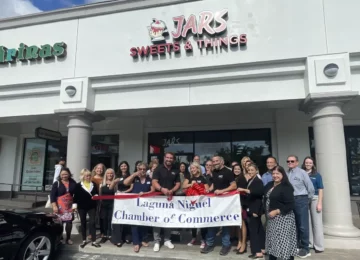 JARS
SWEETS & THINGS
Laguna Niguel
Chamber of Commerce